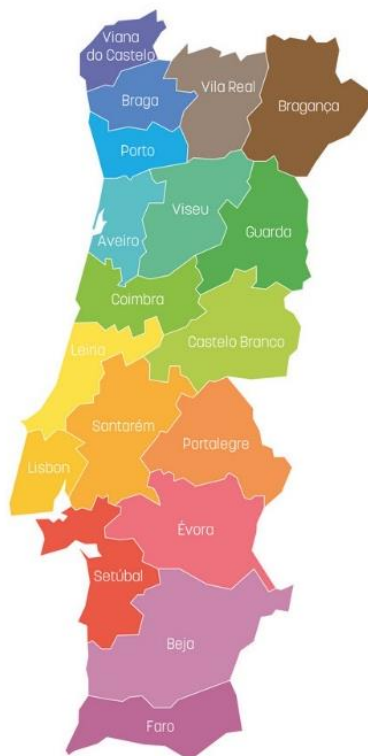 Viana
do Castelo
Vila Real
Bragança
Braga
Porto
Viseu
Guarda
Aveiro
Coimbra
Castelo Branco
Leiria
Santarém
Portalegre
Lisbon
Évora
Setúbal
Beja
Faro